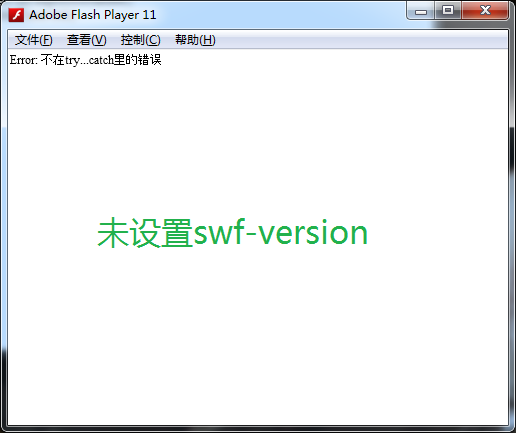 Adobe Flash Player 11
文件(F) 查看(V) 控制(C) 帮助(H)
Error: 不在try...catch里的错误
未设置swf-version